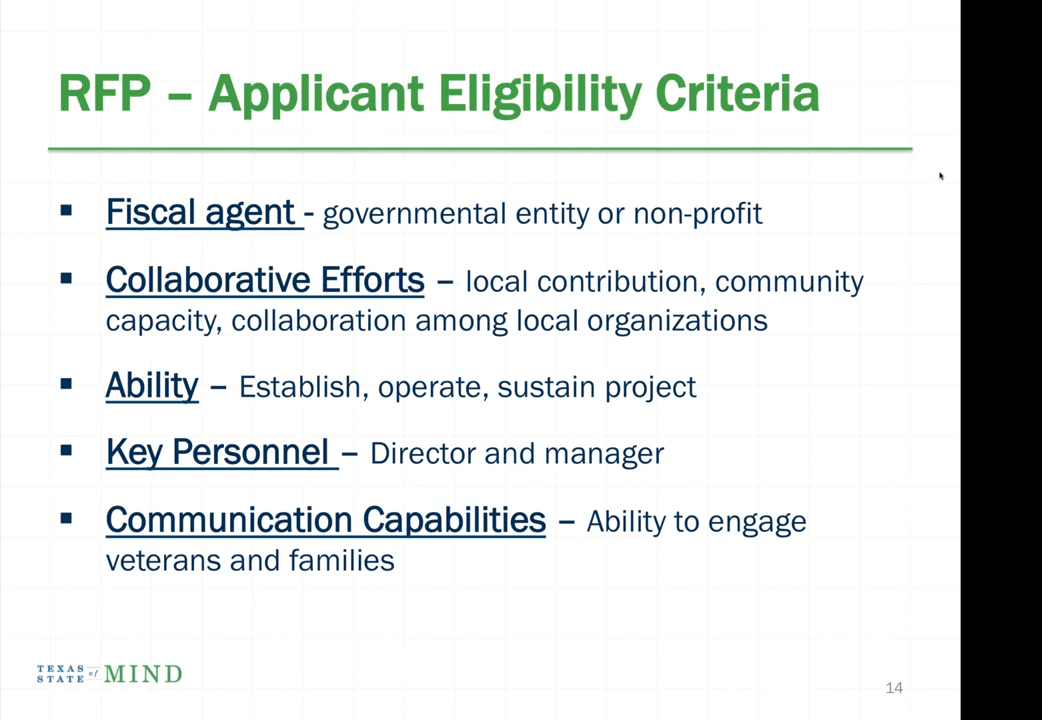 RFP – Applicant Eligibility Criteria
▪ Fiscal agent - governmental entity or non-profit
▪ Collaborative Efforts – local contribution, community
capacity, collaboration among local organizations
▪ Ability – Establish, operate, sustain project
▪ Key Personnel – Director and manager
▪ Communication Capabilities – Ability to engage
veterans and families
TEXAS STATE of MIND
14